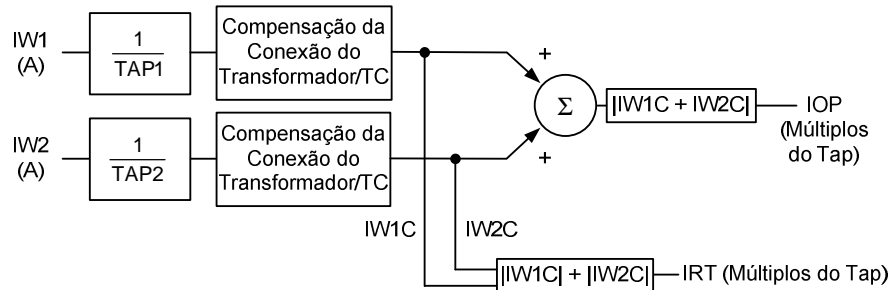 IW1
(A)
1
TAP1
Compensação da
Conexão do
Transformador/TC
+
Σ
+
|IW1C + IW2C|
IOP
(Múltiplos
do Tap)
IW2
(A)
1
TAP2
Compensação da
Conexão do
Transformador/TC
IW1C
IW2C
|IW1C| + |IW2C|
IRT (Múltiplos do Tap)